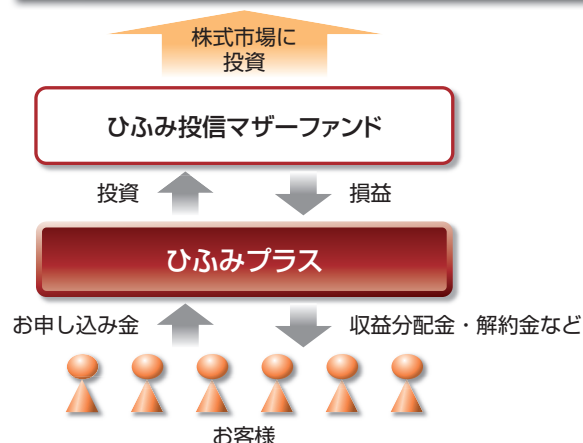 株式市場に
投資
ひふみ投信マザーファンド
投資
損益
ひふみプラス
お申し込み金
収益分配金・解約金など
お客様